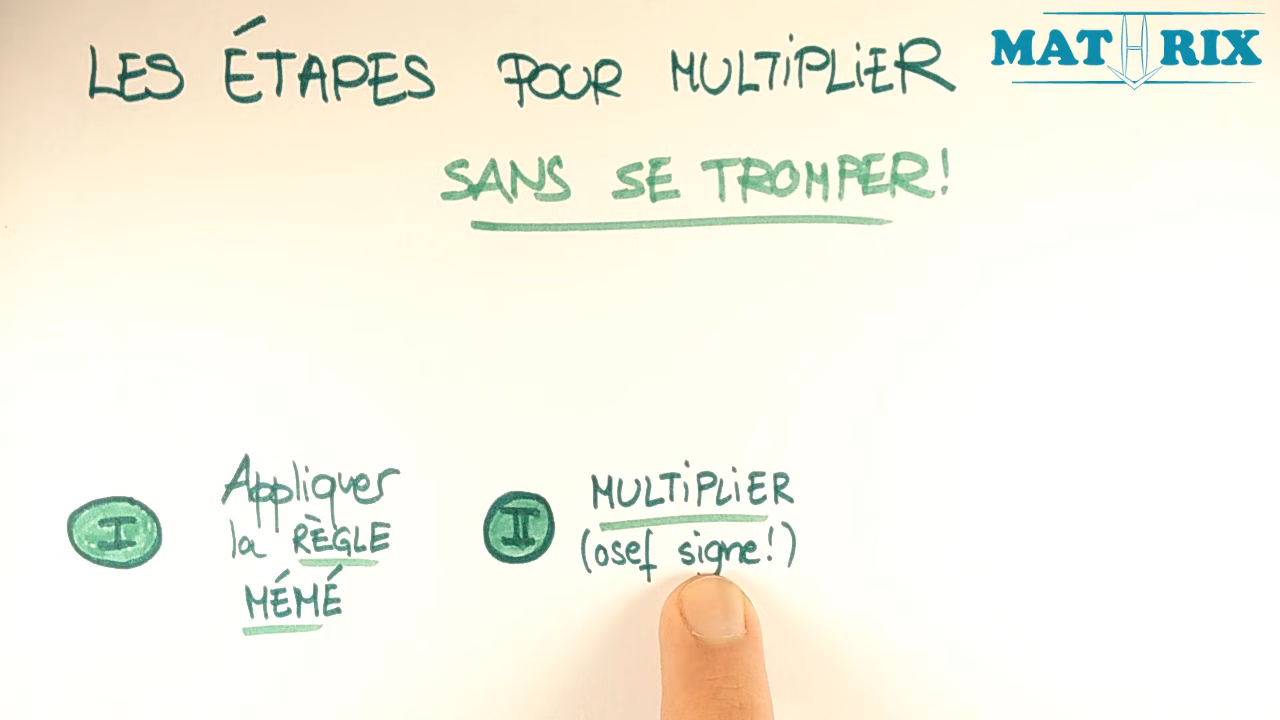 LES ÉTAPES POUR MULTIPLIER
MATHRIX
SANS SE TROMPER!
I
Appliquer
la RÈGLE
MÉMÉ
II
MULTIPLIER
(osef signe!)